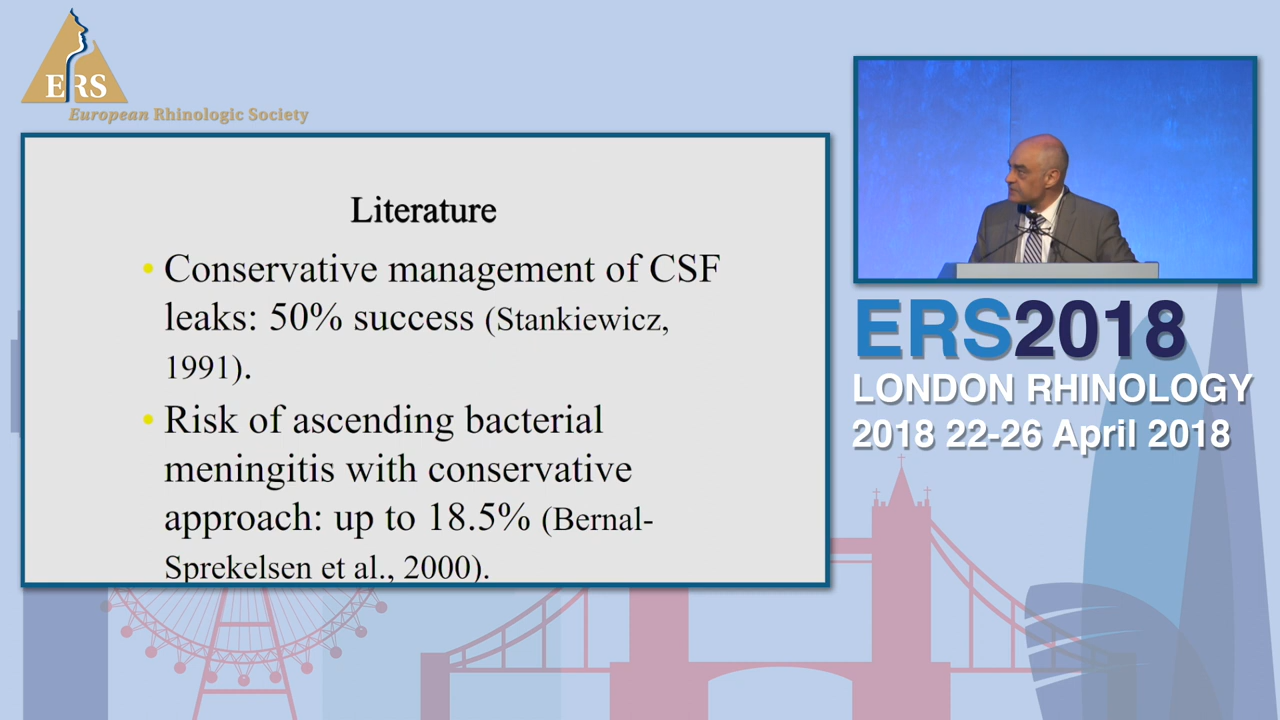 ERS
European Rhinologic Society
Literature
• Conservative management of CSF
leaks: 50% success (Stankiewicz,
1991).
• Risk of ascending bacterial
meningitis with conservative
approach: up to 18.5% (Bernal-
Sprekelsen et al., 2000).
ERS2018
LONDON RHINOLOGY
2018 22-26 April 2018